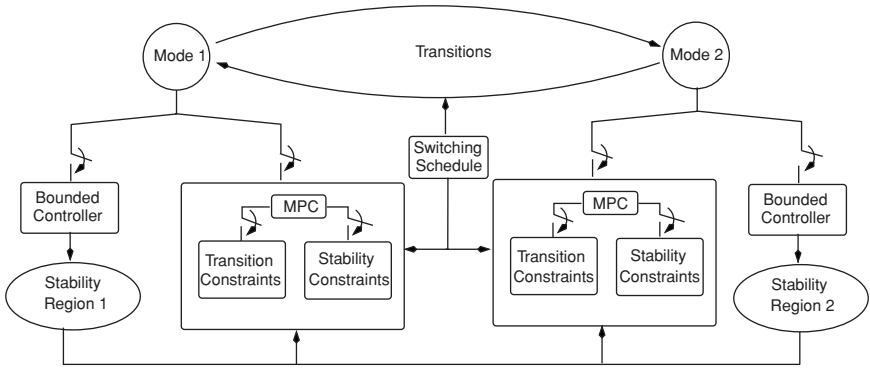 Mode 1
Transitions
Mode 2
Switching
Schedule
Bounded
Controller
MPC
Transition
Constraints
Stability
Constraints
MPC
Transition
Constraints
Stability
Constraints
Bounded
Controller
Stability
Region 1
Stability
Region 2